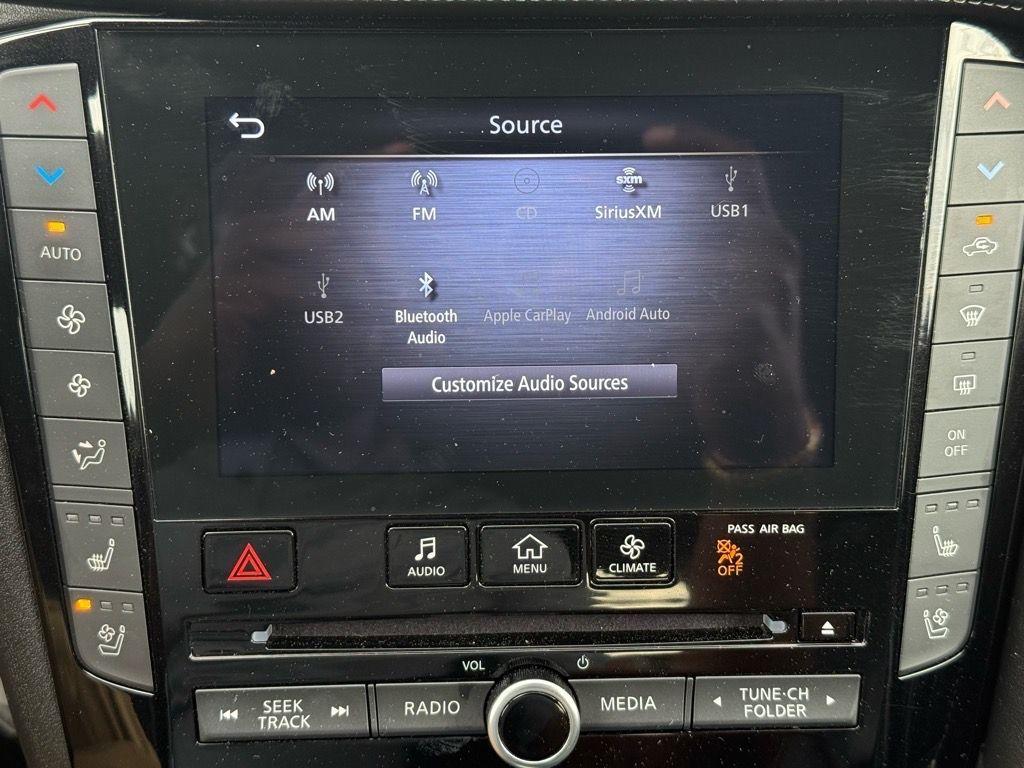 Source
AM
FM
CD
sxm
SiriusXM
USB1
USB2
Bluetooth
Audio
Apple CarPlay
Android Auto
Customize Audio Sources
AUTO
ON
OFF
AUDIO
MENU
CLIMATE
PASS AIR BAG
2
OFF
VOL
SEEK
TRACK
RADIO
MEDIA
TUNE·CH
FOLDER